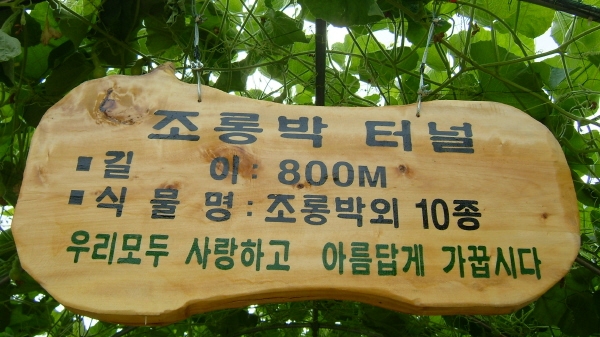 조롱박 터널
▪ 길 이 : 800M
▪ 식 물 명 : 조롱박외 10종
우리모두 사랑하고 아름답게 가꿉시다